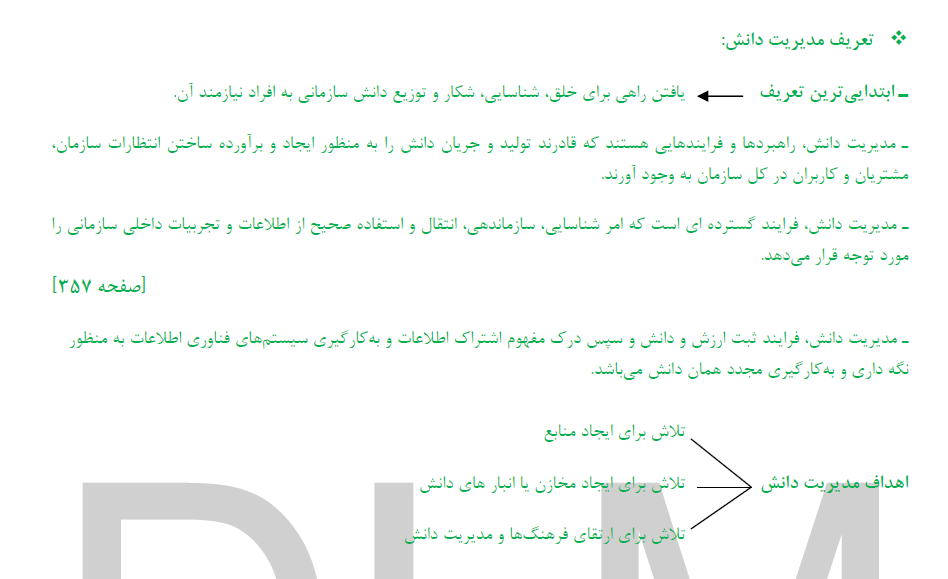 ❖ تعریف مدیریت دانش:
ـ ابتدایی‌ترین تعریف ← یافتن راهی برای خلق، شناسایی، شکار و توزیع دانش سازمانی به افراد نیازمند آن.
ـ مدیریت دانش، راهبردها و فرایندهایی هستند که قادرند تولید و جریان دانش را به منظور ایجاد و برآورده ساختن انتظارات سازمان،
مشتریان و کاربران در کل سازمان به وجود آورند.
ـ مدیریت دانش، فرایند گسترده ای است که امر شناسایی، سازماندهی، انتقال و استفاده صحیح از اطلاعات و تجربیات داخلی سازمانی را
مورد توجه قرار می‌دهد.
[صفحه ۳۵۷]
ـ مدیریت دانش، فرایند ثبت ارزش و دانش و سپس درک مفهوم اشتراک اطلاعات و به‌کارگیری سیستم‌های فناوری اطلاعات به منظور
نگه داری و به‌کارگیری مجدد همان دانش می‌باشد.
تلاش برای ایجاد منابع
اهداف مدیریت دانش تلاش برای ایجاد مخازن یا انبار های دانش
تلاش برای ارتقای فرهنگ‌ها و مدیریت دانش